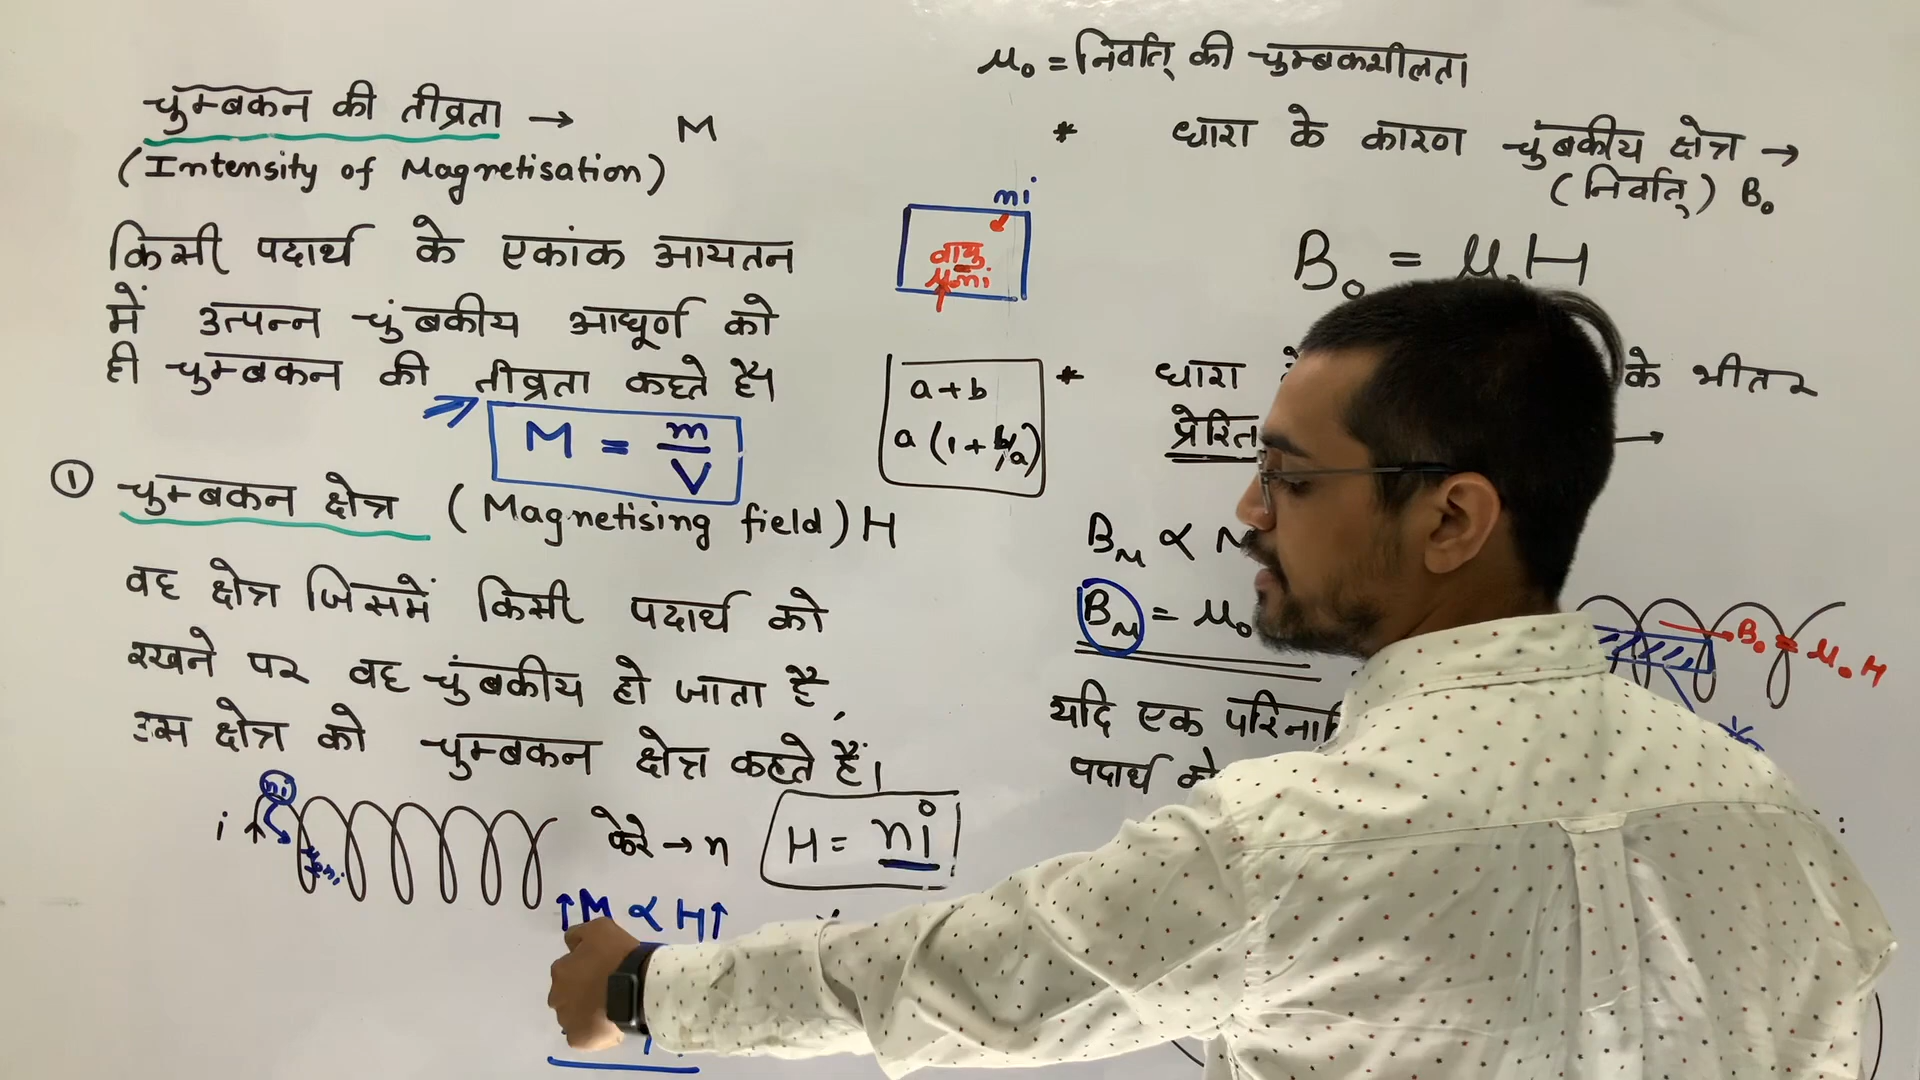 चुम्बकन की तीव्रता → M
(Intensity of Magnetisation)
किसी पदार्थ के एकांक आयतन
में उत्पन्न चुंबकीय आघूर्ण को
ही चुम्बकन की तीव्रता कहते है।
M = m/V
① चुम्बकन क्षेत्र (Magnetising field) H
वह क्षेत्र जिसमें किसी पदार्थ को
रखने पर वह चुंबकीय हो जाता है,
उस क्षेत्र को चुम्बकन क्षेत्र कहते हैं।
ni
i
फेरे → n
H = ni
↑M ∝ H↑
ni
वायु
μ₀ni
a + b
a (1 + b/a)
μ₀ = निर्वात् की चुम्बकशीलता
* धारा के कारण चुंबकीय क्षेत्र →
(निर्वात्) B₀
B₀ = μ₀H
* धारा के भीतर
प्रेरित →
B_M ∝ M
B_M = μ₀
B₀ = μ₀H
यदि एक
पदार्थ को